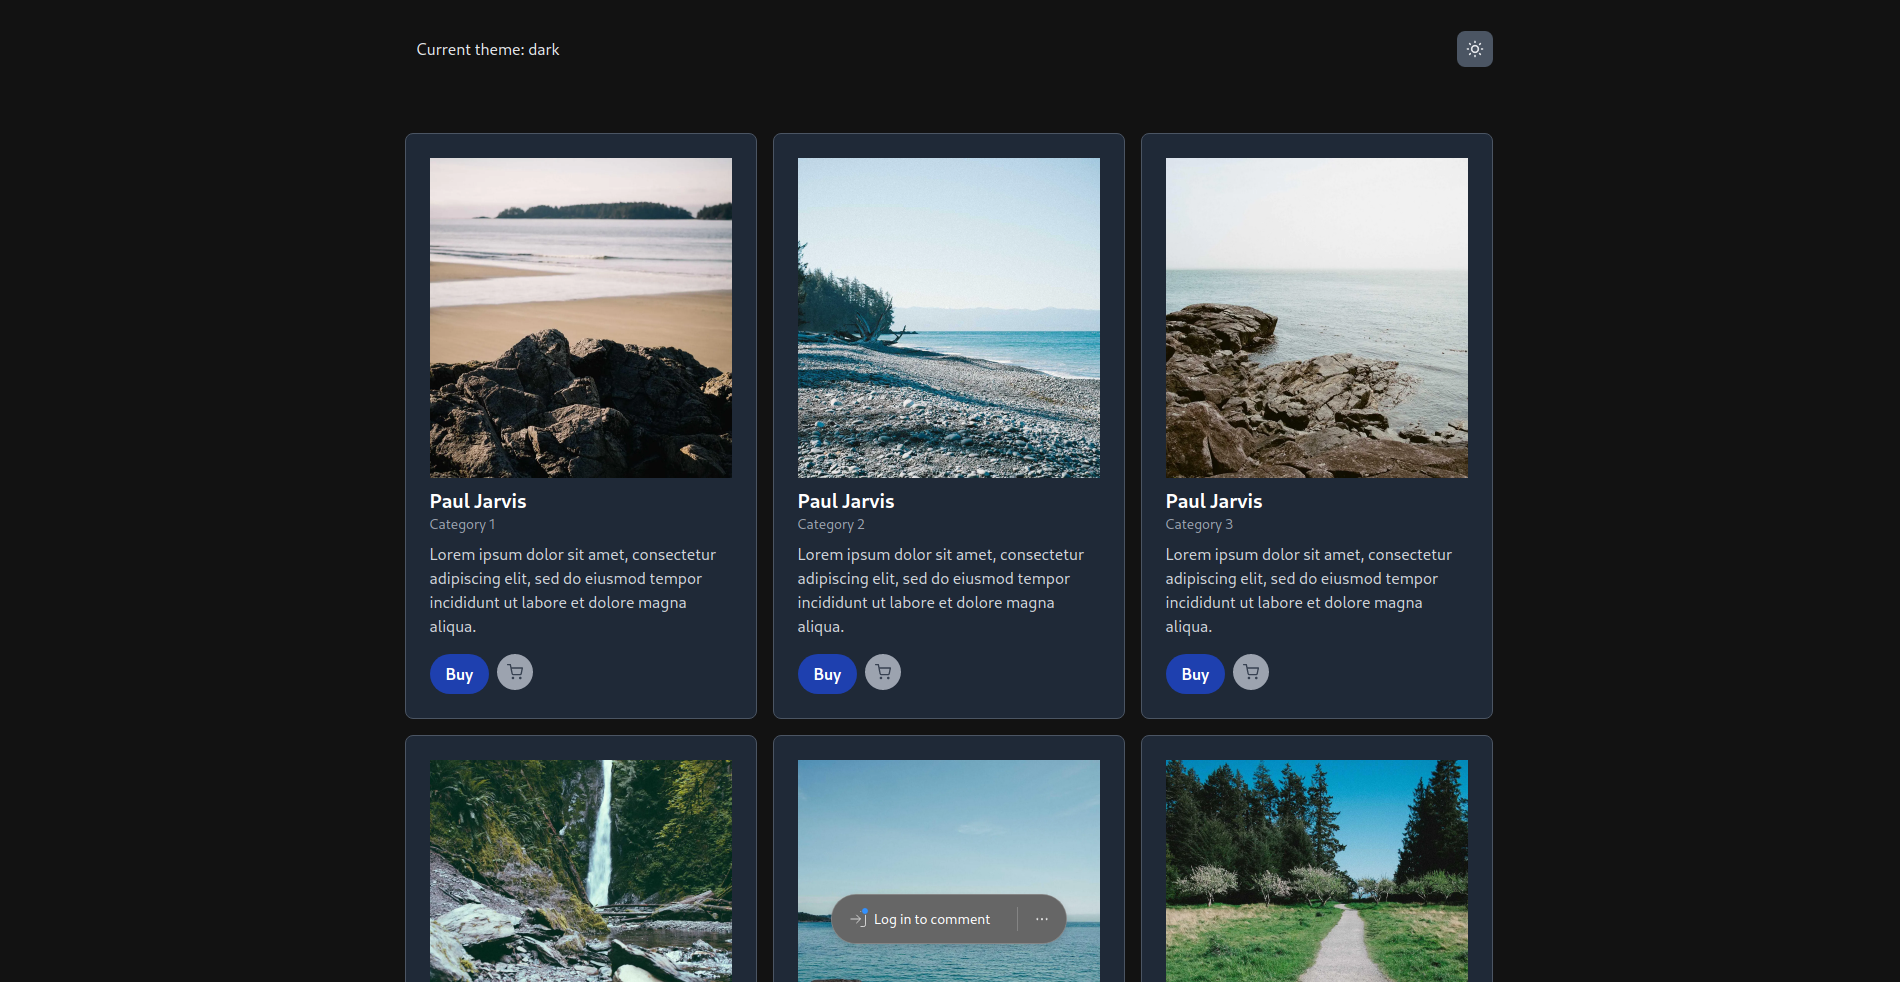 Current theme: dark
Paul Jarvis
Category 1
Lorem ipsum dolor sit amet, consectetur
adipiscing elit, sed do eiusmod tempor
incididunt ut labore et dolore magna
aliqua.
Buy
Paul Jarvis
Category 2
Lorem ipsum dolor sit amet, consectetur
adipiscing elit, sed do eiusmod tempor
incididunt ut labore et dolore magna
aliqua.
Buy
Paul Jarvis
Category 3
Lorem ipsum dolor sit amet, consectetur
adipiscing elit, sed do eiusmod tempor
incididunt ut labore et dolore magna
aliqua.
Buy
Log in to comment